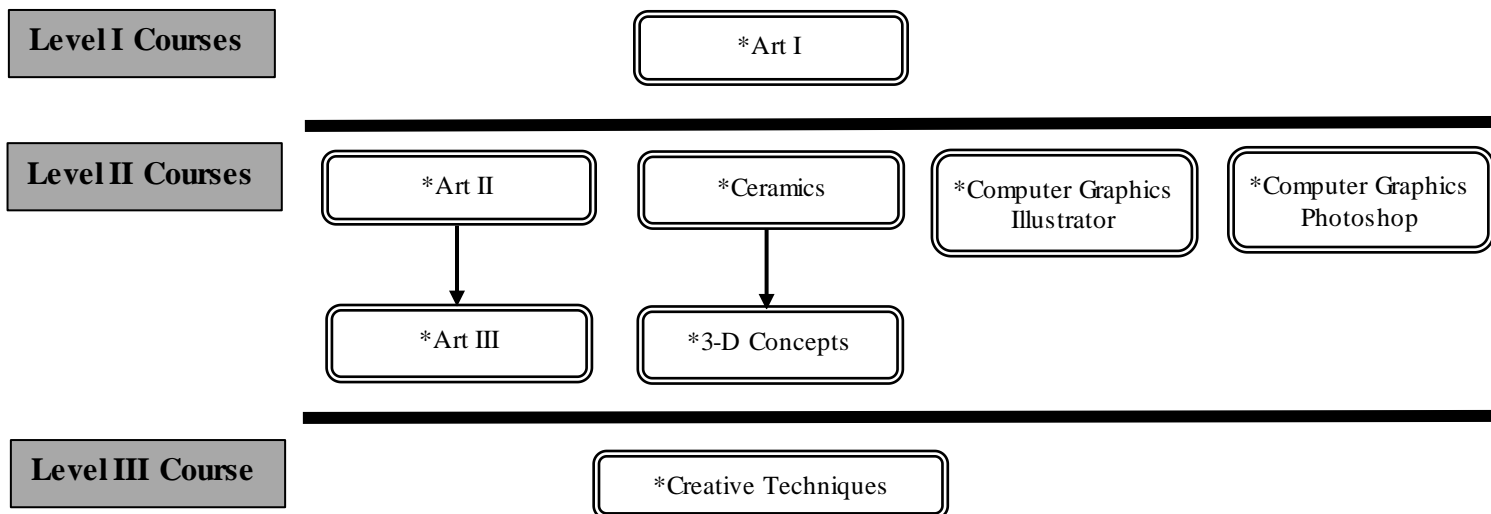 Level I Courses
*Art I
Level II Courses
*Art II
*Ceramics
*Computer Graphics
Illustrator
*Computer Graphics
Photoshop
*Art III
*3-D Concepts
Level III Course
*Creative Techniques